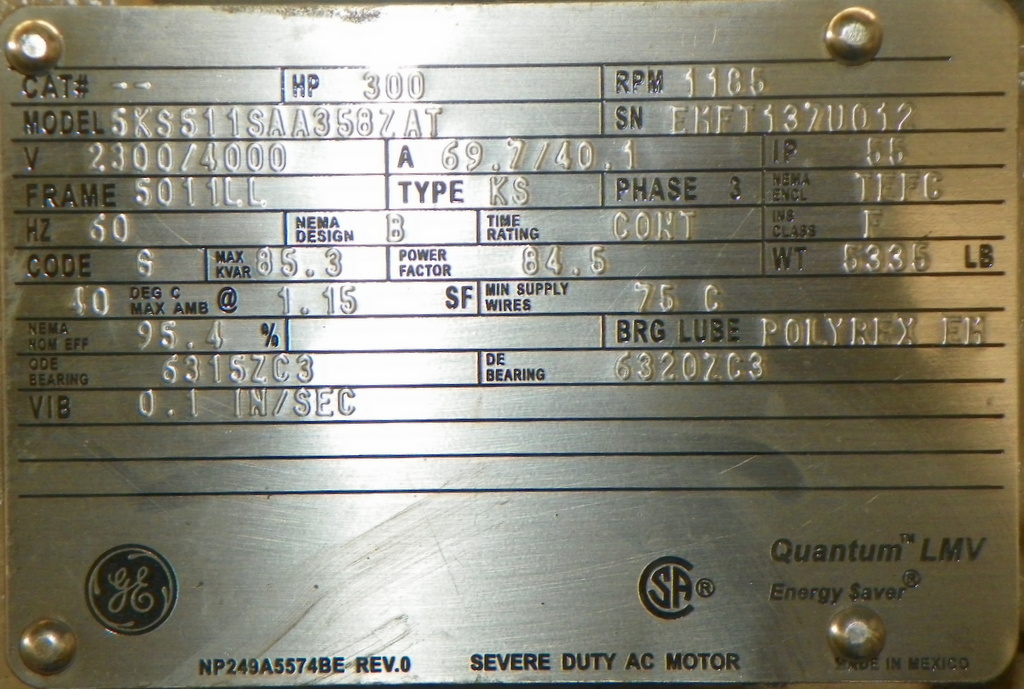 CAT# -- HP 300 RPM 1185
MODEL 5KS511SAA358ZAT SN EKFT137U012
V 2300/4000 A 69.7/40.1 IP 55
FRAME 5011LL TYPE KS PHASE 3 NEMA ENCL TEFC
HZ 60 NEMA DESIGN B TIME RATING CONT INS CLASS F
CODE G MAX KVAR 85.3 POWER FACTOR 84.5 WT 5335 LB
40 DEG C MAX AMB @ 1.15 SF MIN SUPPLY WIRES 75 C
NEMA NOM EFF 95.4 % BRG LUBE POLYREX EM
ODE BEARING 6315ZC3 DE BEARING 6320ZC3
VIB 0.1 IN/SEC
GE
CSA®
Quantum™ LMV
Energy $aver®
NP249A5574BE REV.0 SEVERE DUTY AC MOTOR MADE IN MEXICO